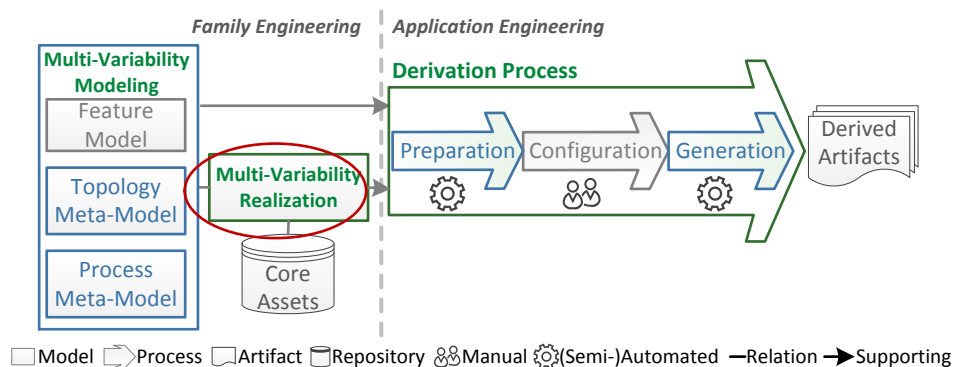 Family Engineering
Application Engineering
Multi-Variability
Modeling
Feature
Model
Topology
Meta-Model
Process
Meta-Model
Multi-Variability
Realization
Core
Assets
Derivation Process
Preparation
Configuration
Generation
Derived
Artifacts
Model Process Artifact Repository Manual (Semi-)Automated Relation Supporting